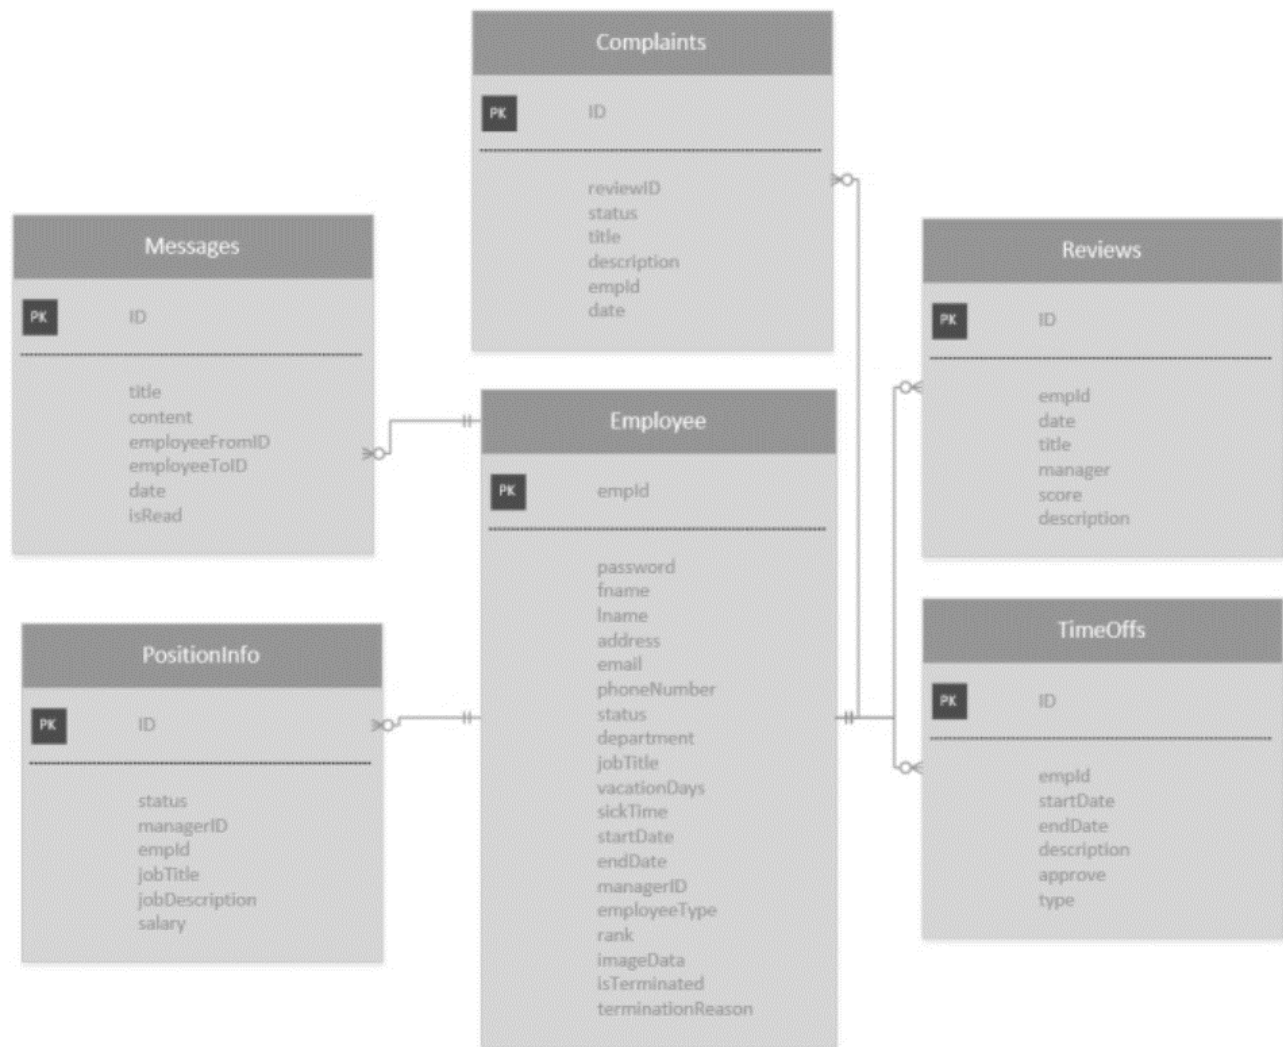 Complaints
PK ID
reviewID
status
title
description
empId
date
Messages
PK ID
title
content
employeeFromID
employeeToID
date
isRead
Reviews
PK ID
empId
date
title
manager
score
description
Employee
PK empId
password
fname
lname
address
email
phoneNumber
status
department
jobTitle
vacationDays
sickTime
startDate
endDate
managerID
employeeType
rank
imageData
isTerminated
terminationReason
PositionInfo
PK ID
status
managerID
empId
jobTitle
jobDescription
salary
TimeOffs
PK ID
empId
startDate
endDate
description
approve
type